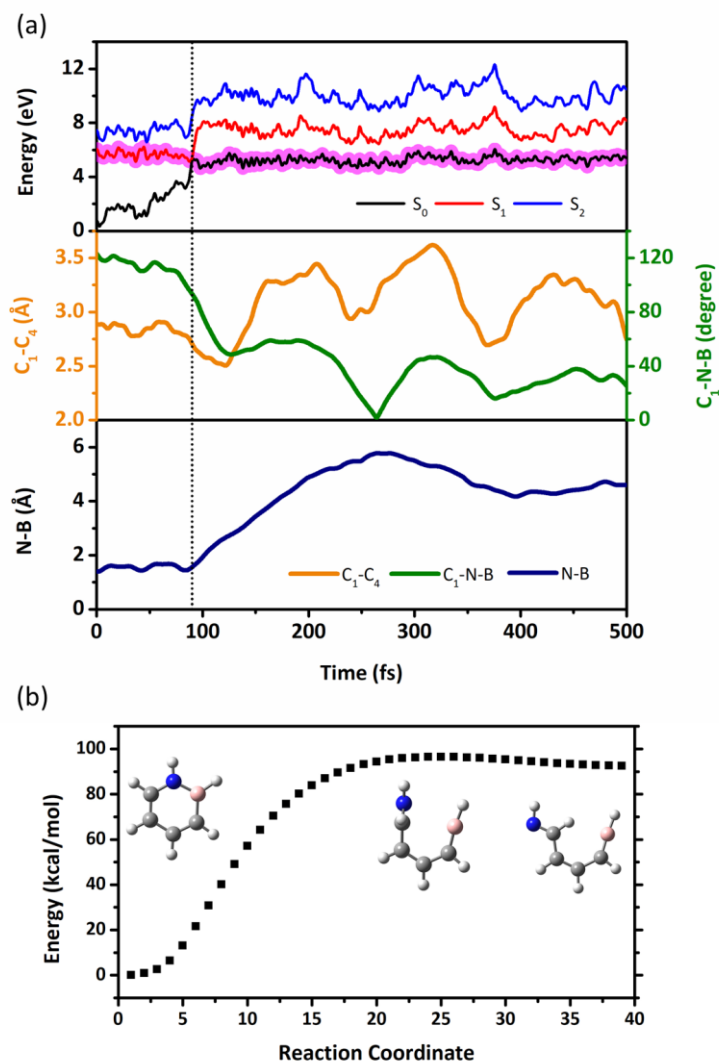 (a)
Energy (eV)
12
8
4
0
S₀ S₁ S₂
C₁-C₄ (Å)
3.5
3.0
2.5
2.0
120
80
40
0
C₁-N-B (degree)
N-B (Å)
6
4
2
0
C₁-C₄ C₁-N-B N-B
0 100 200 300 400 500
Time (fs)
(b)
Energy (kcal/mol)
100
80
60
40
20
0
0 5 10 15 20 25 30 35 40
Reaction Coordinate